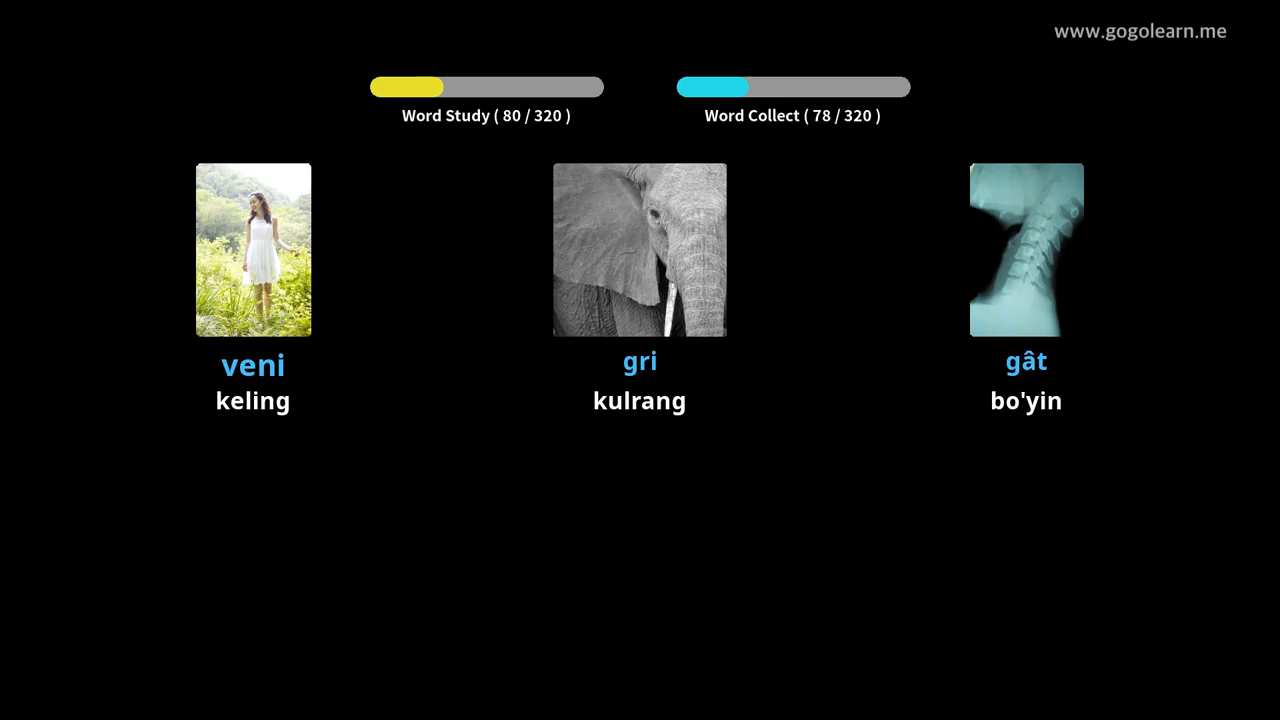 www.gogolearn.me
Word Study ( 80 / 320 )
Word Collect ( 78 / 320 )
veni
keling
gri
kulrang
gât
bo'yin